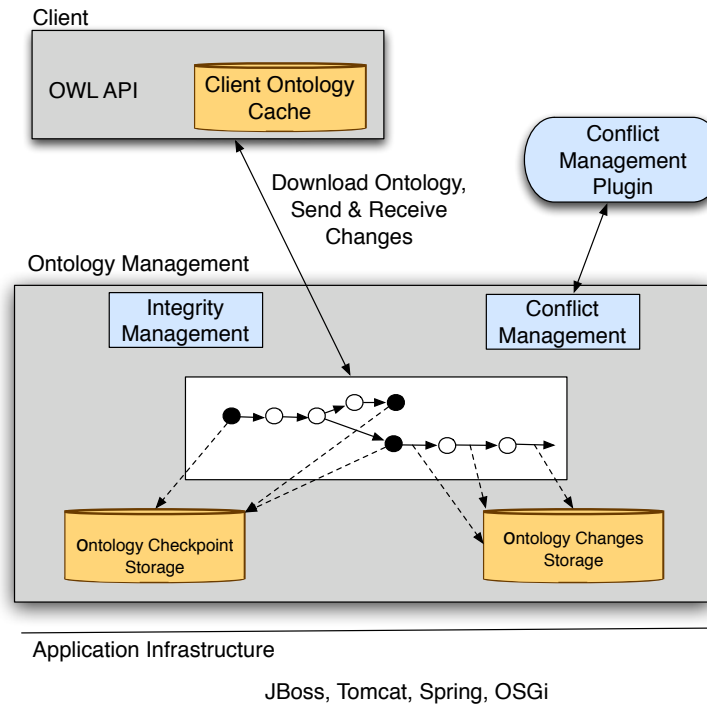 Client
OWL API
Client Ontology
Cache
Conflict
Management
Plugin
Download Ontology,
Send & Receive
Changes
Ontology Management
Integrity
Management
Conflict
Management
Ontology Checkpoint
Storage
Ontology Changes
Storage
Application Infrastructure
JBoss, Tomcat, Spring, OSGi